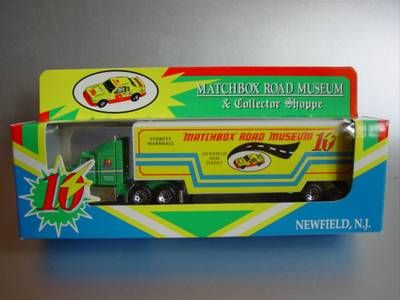 MATCHBOX ROAD MUSEUM
& Collector Shoppe
EVERETT
MARSHALL
MATCHBOX ROAD MUSEUM
10
NEWFIELD
NEW
JERSEY
10
NEWFIELD, N.J.